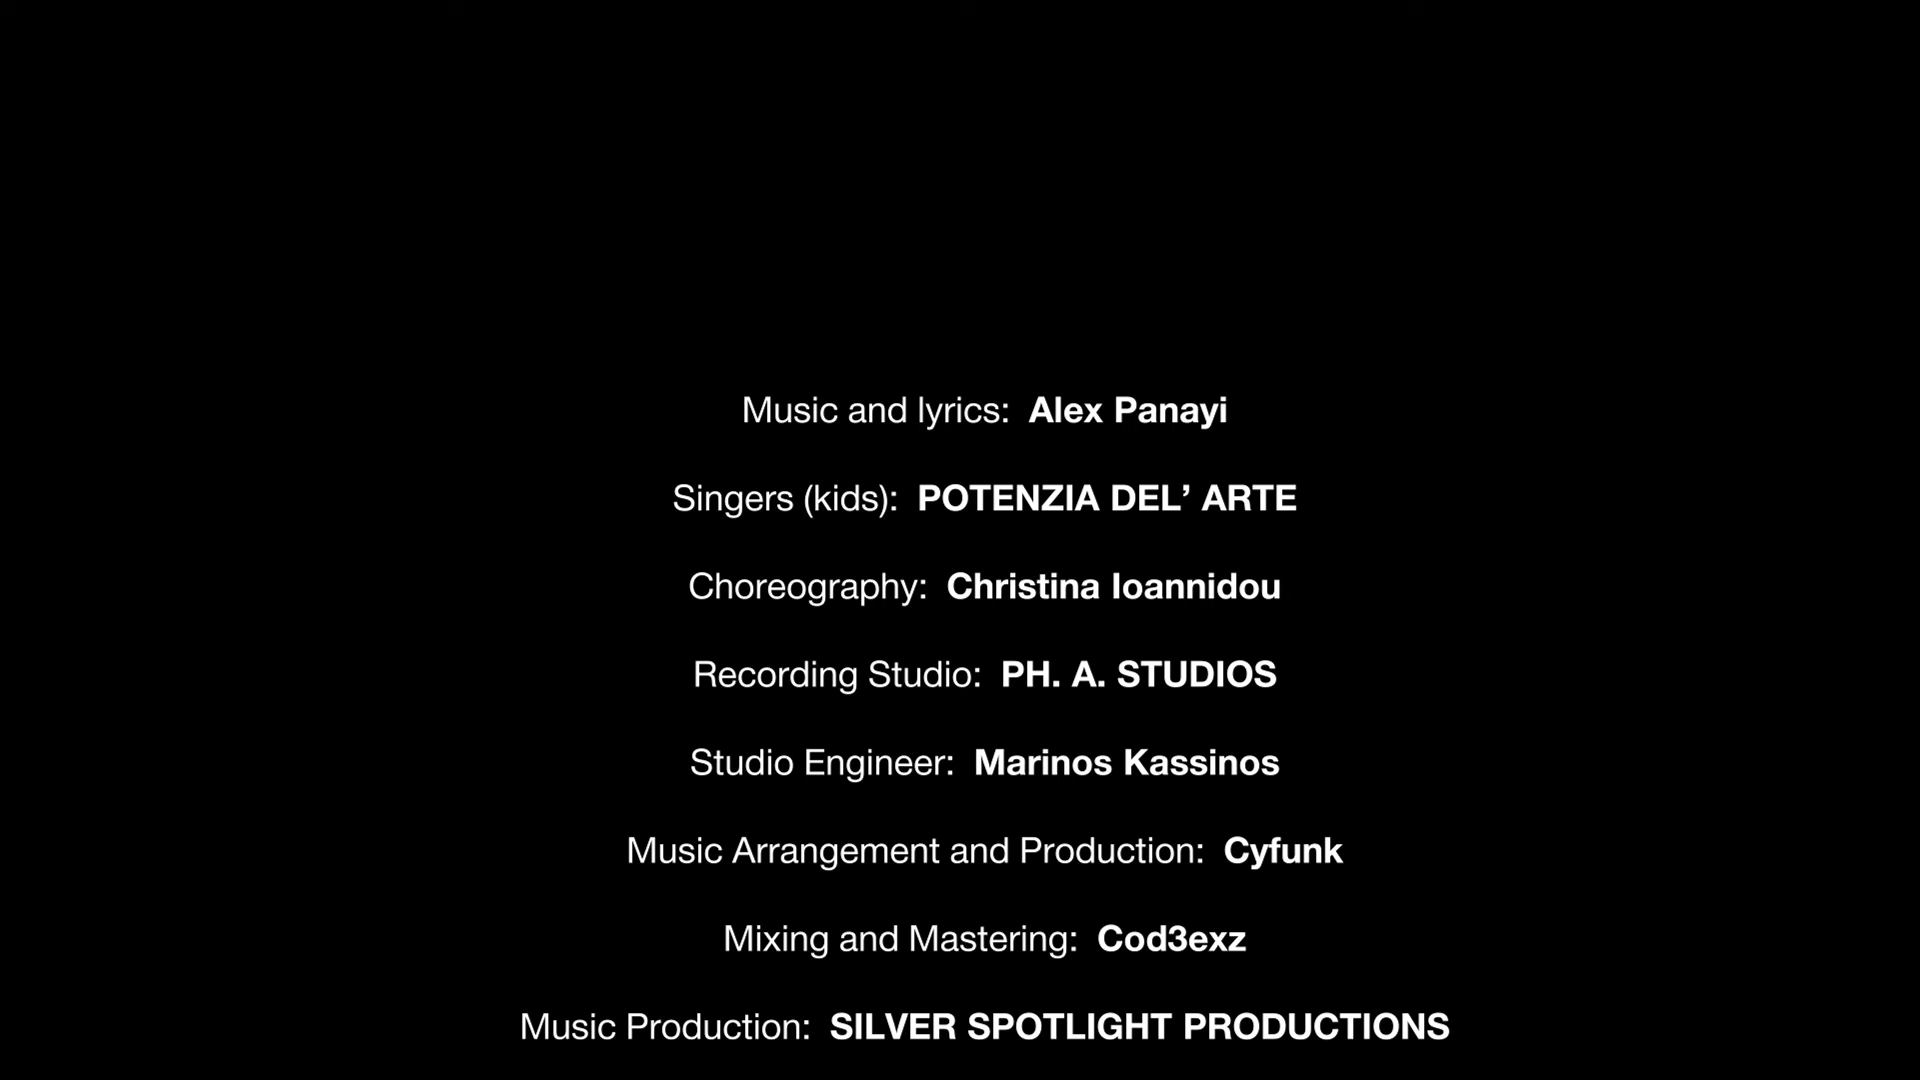 Music and lyrics: Alex Panayi
Singers (kids): POTENZIA DEL’ ARTE
Choreography: Christina Ioannidou
Recording Studio: PH. A. STUDIOS
Studio Engineer: Marinos Kassinos
Music Arrangement and Production: Cyfunk
Mixing and Mastering: Cod3exz
Music Production: SILVER SPOTLIGHT PRODUCTIONS